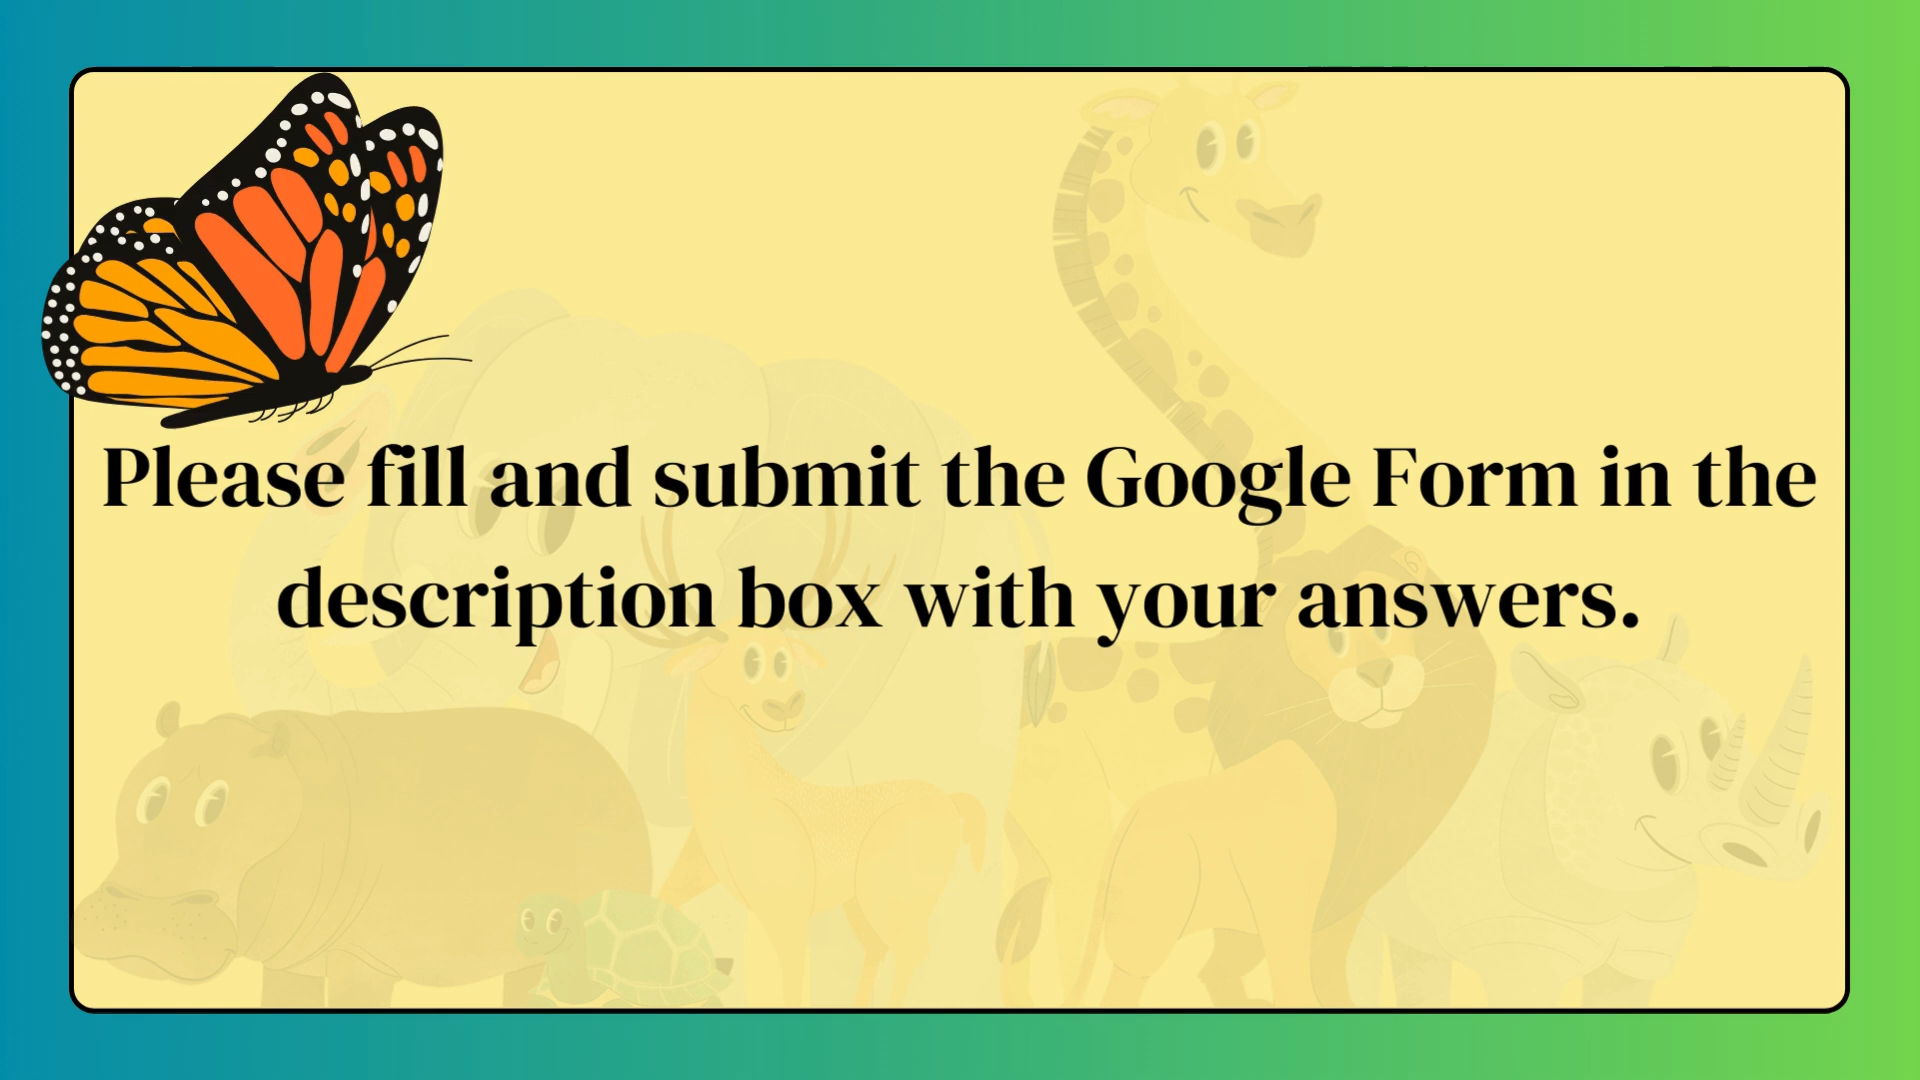 Please fill and submit the Google Form in the
description box with your answers.